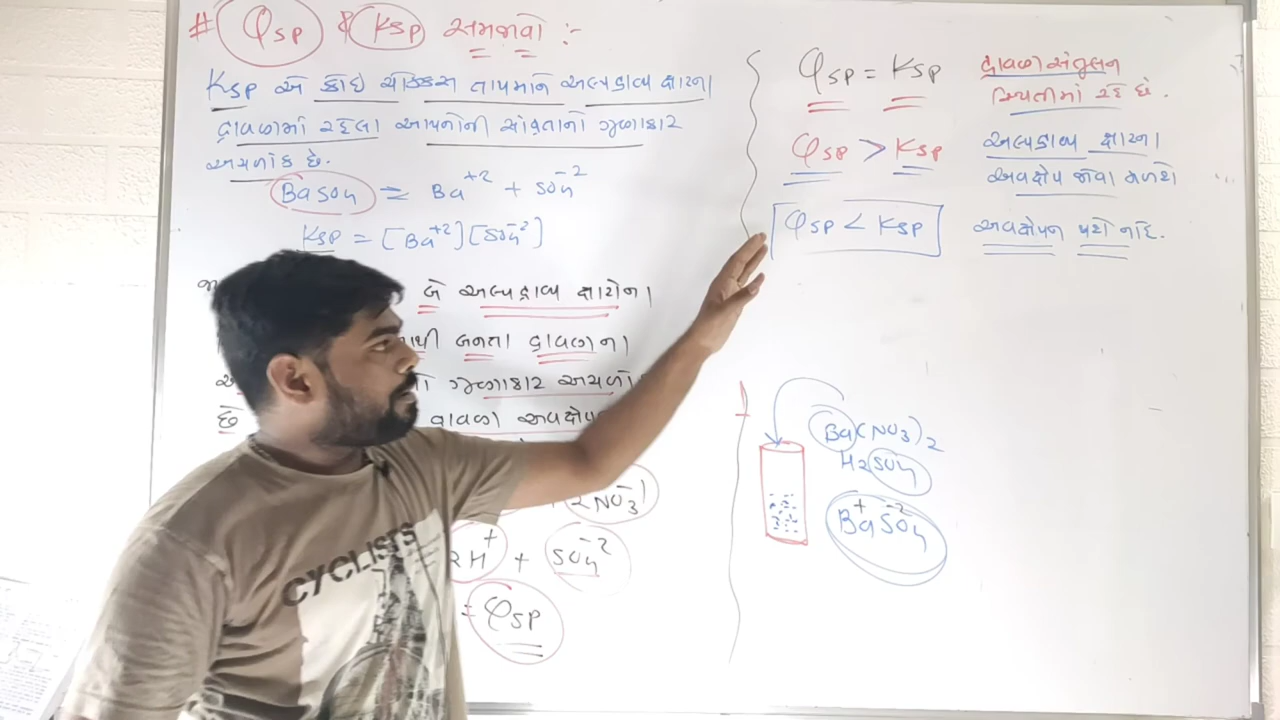 # Qsp & Ksp સમજાવો :-
Ksp એ કોઇ ચોક્કસ તાપમાને અલ્પદ્રાવ્ય ક્ષારના
દ્રાવણમાં રહેલા આયનોની સાંદ્રતાનો ગુણાકાર
અચળાંક છે.
BaSO4 ⇌ Ba+2 + SO4-2
Ksp = [Ba+2][SO4-2]
બે અલ્પદ્રાવ્ય ક્ષારોના
બનતા દ્રાવણના
ગુણાકાર
છે દ્રાવણ
2NO3-
2H+ + SO4-2
= Qsp
Qsp = Ksp દ્રાવણ સંતુલન
સ્થિતીમાં રહે છે.
Qsp > Ksp અલ્પદ્રાવ્ય ક્ષારના
અવક્ષેપ જોવા મળશે
Qsp < Ksp અવક્ષેપન થશે નહિ.
Ba(NO3)2
H2SO4
Ba+SO4-2
CYCLISTS